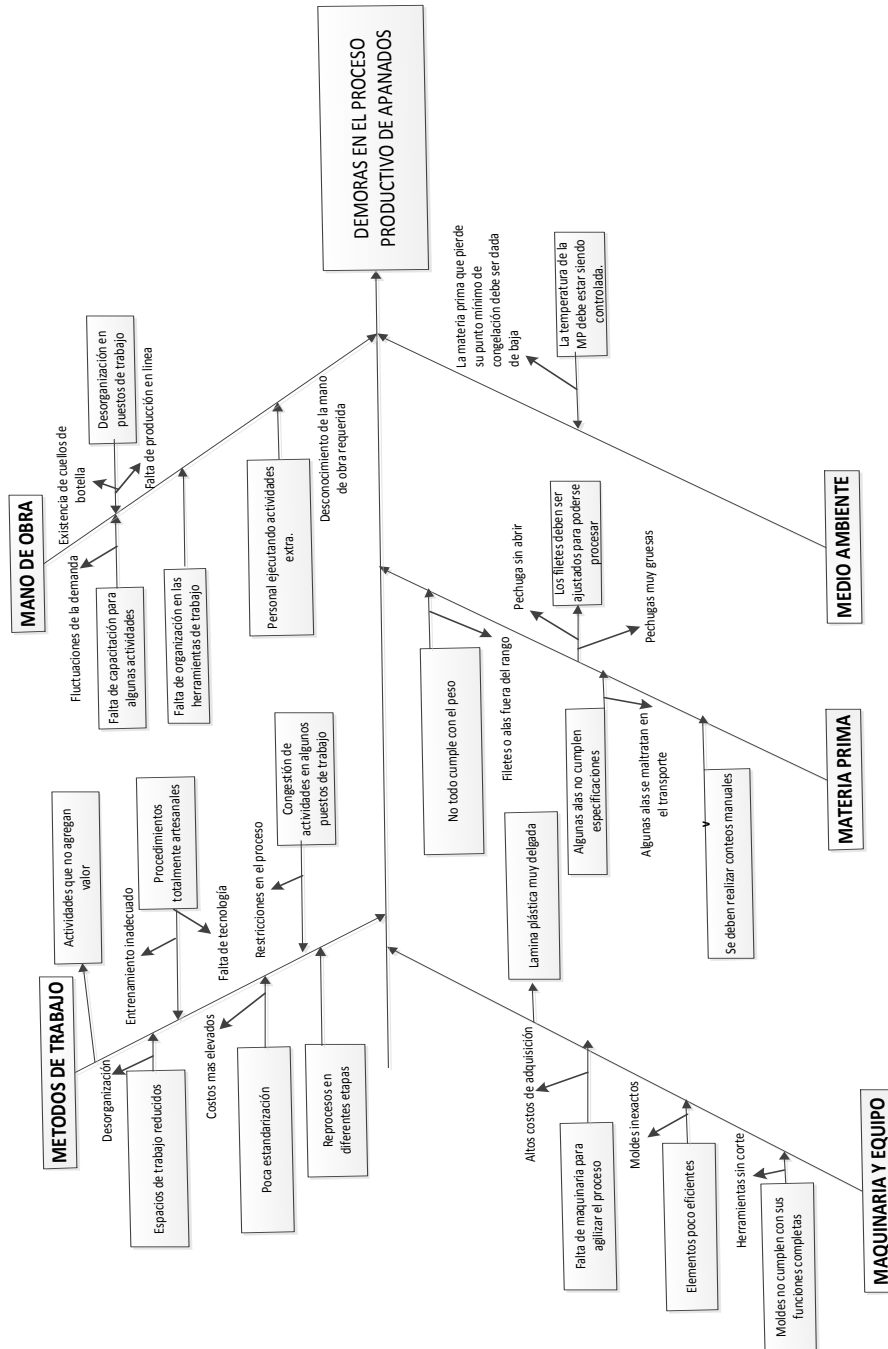 METODOS DE TRABAJO
Actividades que no agregan
valor
Desorganización
Espacios de trabajo reducidos
Entrenamiento inadecuado
Procedimientos
totalmente artesanales
Falta de tecnología
Costos mas elevados
Poca estandarización
Restricciones en el proceso
Congestión de
actividades en algunos
puestos de trabajo
Reprocesos en
diferentes etapas
MANO DE OBRA
Existencia de cuellos de
botella
Desorganización en
puestos de trabajo
Falta de producción en linea
Fluctuaciones de la demanda
Falta de capacitación para
algunas actividades
Falta de organización en las
herramientas de trabajo
Personal ejecutando actividades
extra.
Desconocimiento de la mano
de obra requerida
DEMORAS EN EL PROCESO
PRODUCTIVO DE APANADOS
Lamina plástica muy delgada
Altos costos de adquisición
Falta de maquinaria para
agilizar el proceso
Moldes inexactos
Elementos poco eficientes
Herramientas sin corte
Moldes no cumplen con sus
funciones completas
MAQUINARIA Y EQUIPO
No todo cumple con el peso
Filetes o alas fuera del rango
Pechuga sin abrir
Los filetes deben ser
ajustados para poderse
procesar
Pechugas muy gruesas
Algunas alas no cumplen
especificaciones
Algunas alas se maltratan en
el transporte
v
Se deben realizar conteos manuales
MATERIA PRIMA
La materia prima que pierde
su punto mínimo de
congelación debe ser dada
de baja
La temperatura de la
MP debe estar siendo
controlada.
MEDIO AMBIENTE